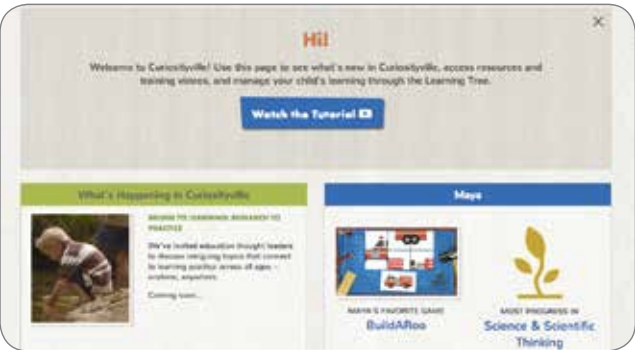 Hi!
Welcome to Curiosityville! Use this page to see what's new in Curiosityville, access resources and
training videos, and manage your child's learning through the Learning Tree.
Watch the Tutorial
What's Happening in Curiosityville
BRIDGE TO LEARNING: RESEARCH TO
PRACTICE
We've invited education thought leaders
to discuss intriguing topics that connect
to learning practice across all ages –
anytime, anywhere.
Coming soon...
Maya
MAYA'S FAVORITE GAME
BuildARoo
MOST PROGRESS IN
Science & Scientific
Thinking